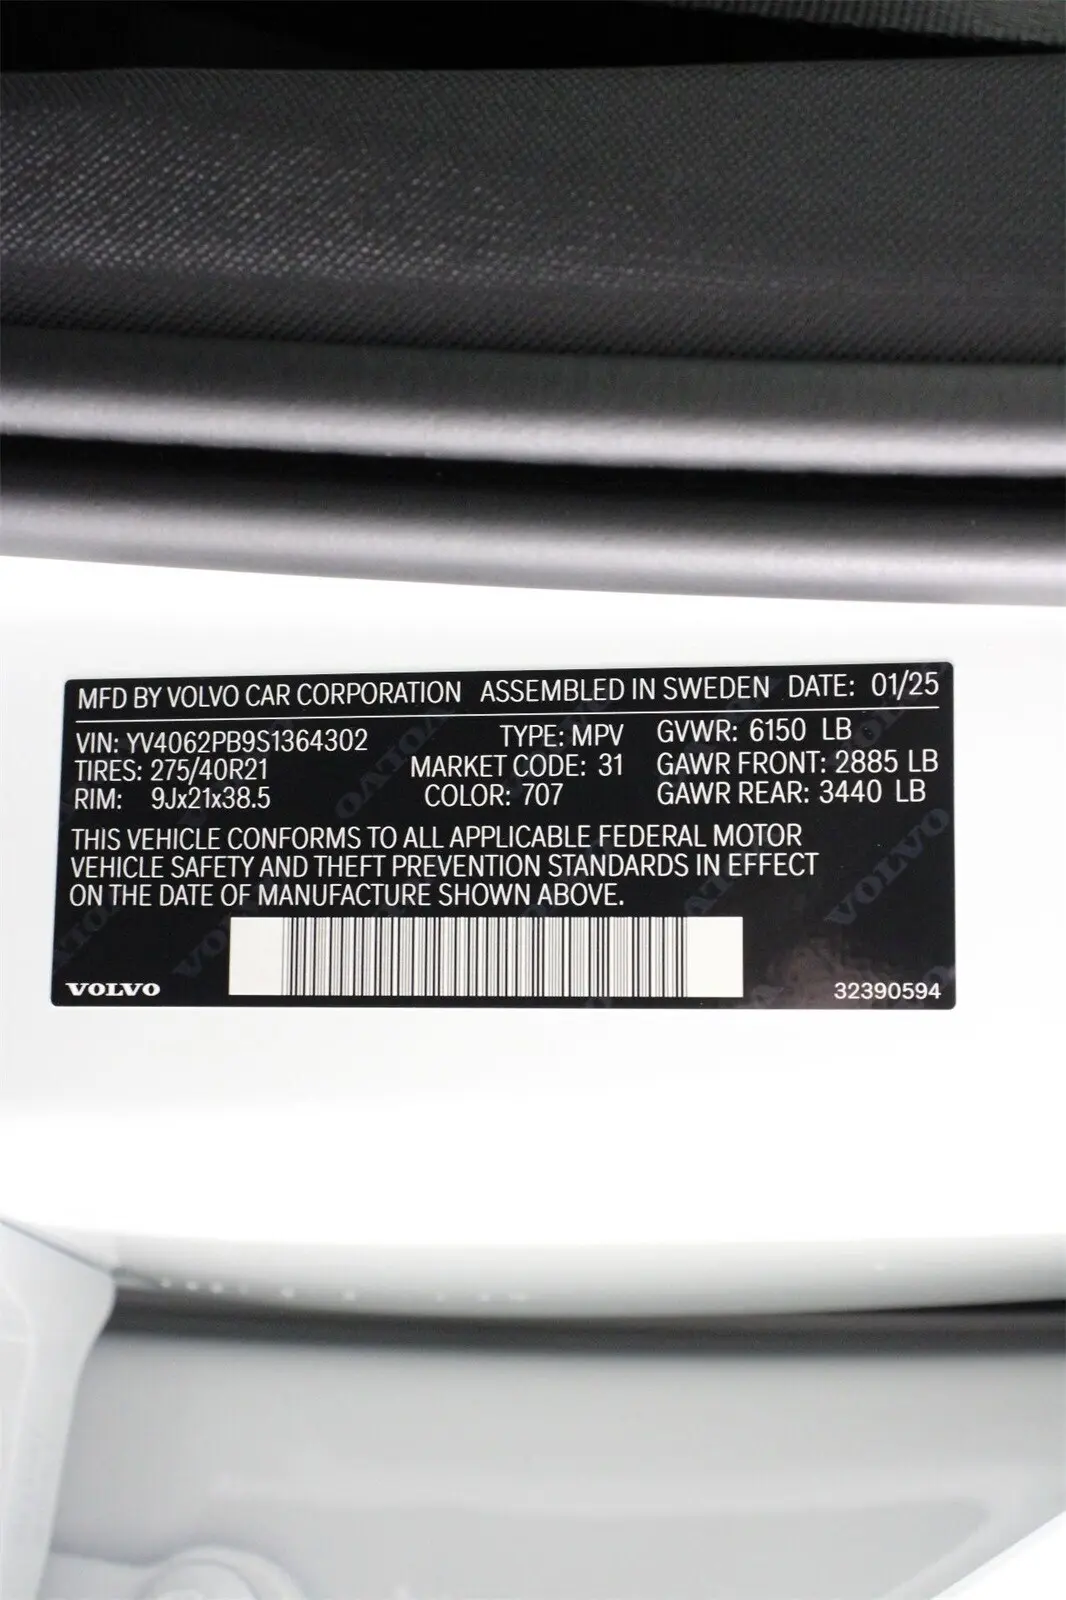 MFD BY VOLVO CAR CORPORATION ASSEMBLED IN SWEDEN DATE: 01/25
VIN: YV4062PB9S1364302 TYPE: MPV GVWR: 6150 LB
TIRES: 275/40R21 MARKET CODE: 31 GAWR FRONT: 2885 LB
RIM: 9Jx21x38.5 COLOR: 707 GAWR REAR: 3440 LB
THIS VEHICLE CONFORMS TO ALL APPLICABLE FEDERAL MOTOR
VEHICLE SAFETY AND THEFT PREVENTION STANDARDS IN EFFECT
ON THE DATE OF MANUFACTURE SHOWN ABOVE.
VOLVO 32390594